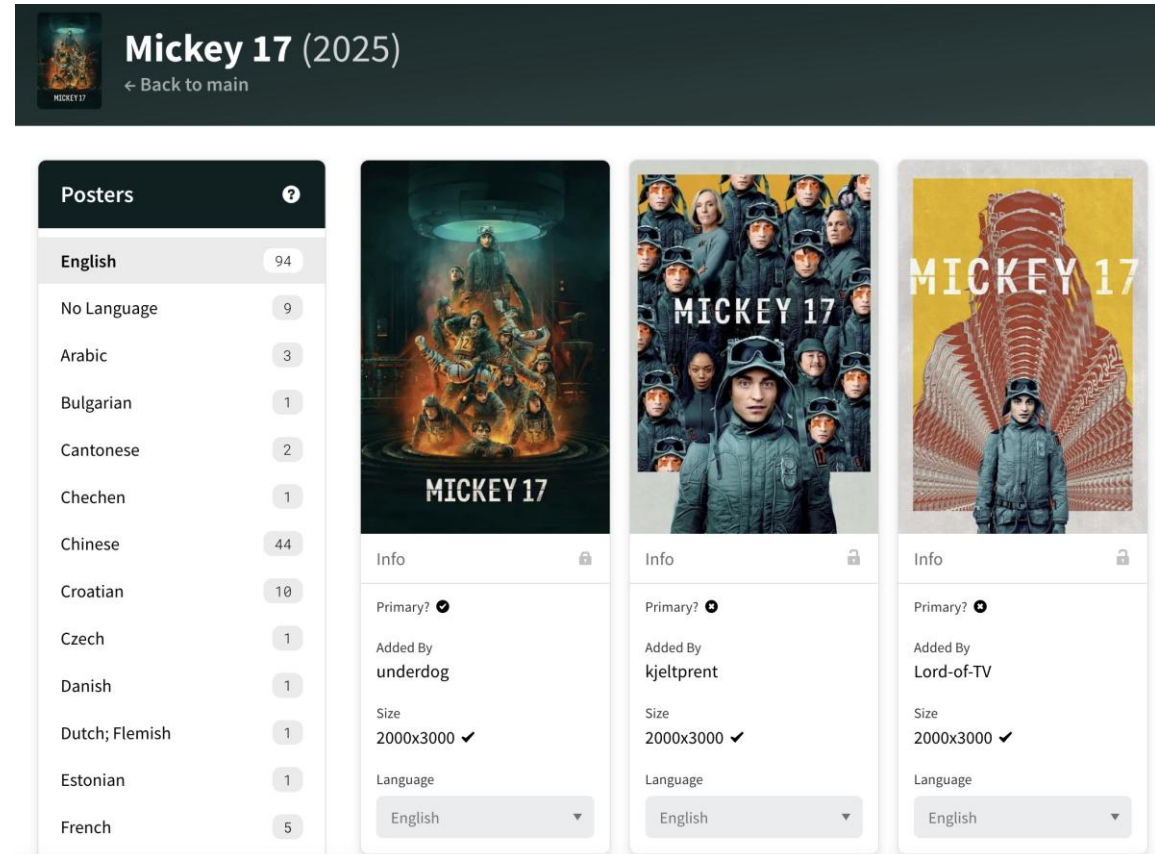 Mickey 17 (2025)
← Back to main
MICKEY 17
Posters
English 94
No Language 9
Arabic 3
Bulgarian 1
Cantonese 2
Chechen 1
Chinese 44
Croatian 10
Czech 1
Danish 1
Dutch; Flemish 1
Estonian 1
French 5
12
MICKEY 17
Info
Primary?
Added By
underdog
Size
2000x3000
Language
English
MICKEY 17
Info
Primary?
Added By
kjeltprent
Size
2000x3000
Language
English
MICKEY 17
Info
Primary?
Added By
Lord-of-TV
Size
2000x3000
Language
English